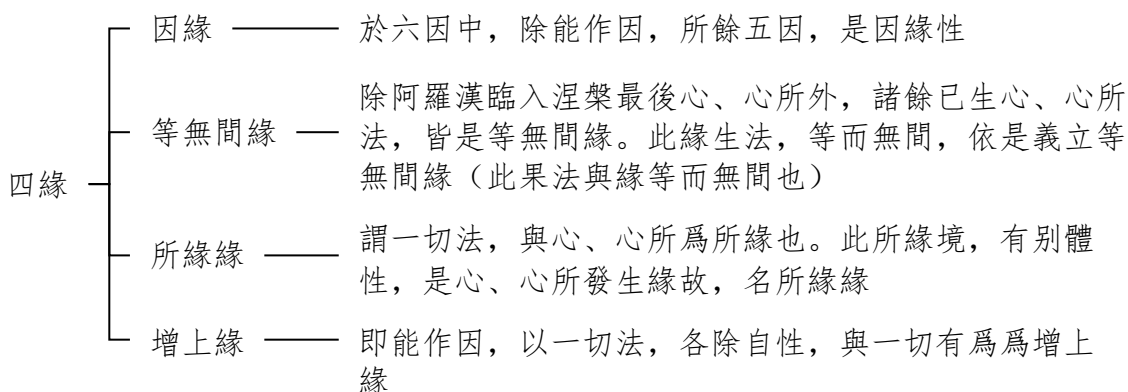 因緣
於六因中，除能作因，所餘五因，是因緣性
等無間緣
除阿羅漢臨入涅槃最後心、心所外，諸餘已生心、心所
法，皆是等無間緣。此緣生法，等而無間，依是義立等
無間緣（此果法與緣等而無間也）
四緣
所緣緣
謂一切法，與心、心所爲所緣也。此所緣境，有別體
性，是心、心所發生緣故，名所緣緣
增上緣
即能作因，以一切法，各除自性，與一切有爲爲增上
緣